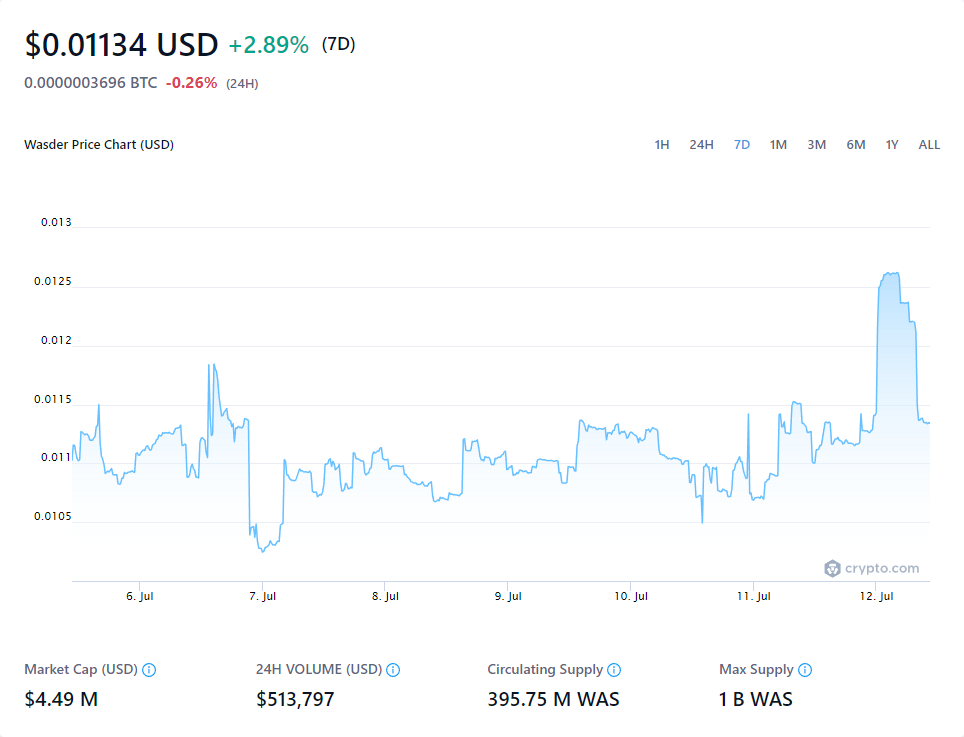 $0.01134 USD +2.89% (7D)
0.0000003696 BTC -0.26% (24H)
Wasder Price Chart (USD) 1H 24H 7D 1M 3M 6M 1Y ALL
0.013
0.0125
0.012
0.0115
0.011
0.0105
crypto.com
6. Jul 7. Jul 8. Jul 9. Jul 10. Jul 11. Jul 12. Jul
Market Cap (USD) 24H VOLUME (USD) Circulating Supply Max Supply
$4.49 M $513,797 395.75 M WAS 1 B WAS